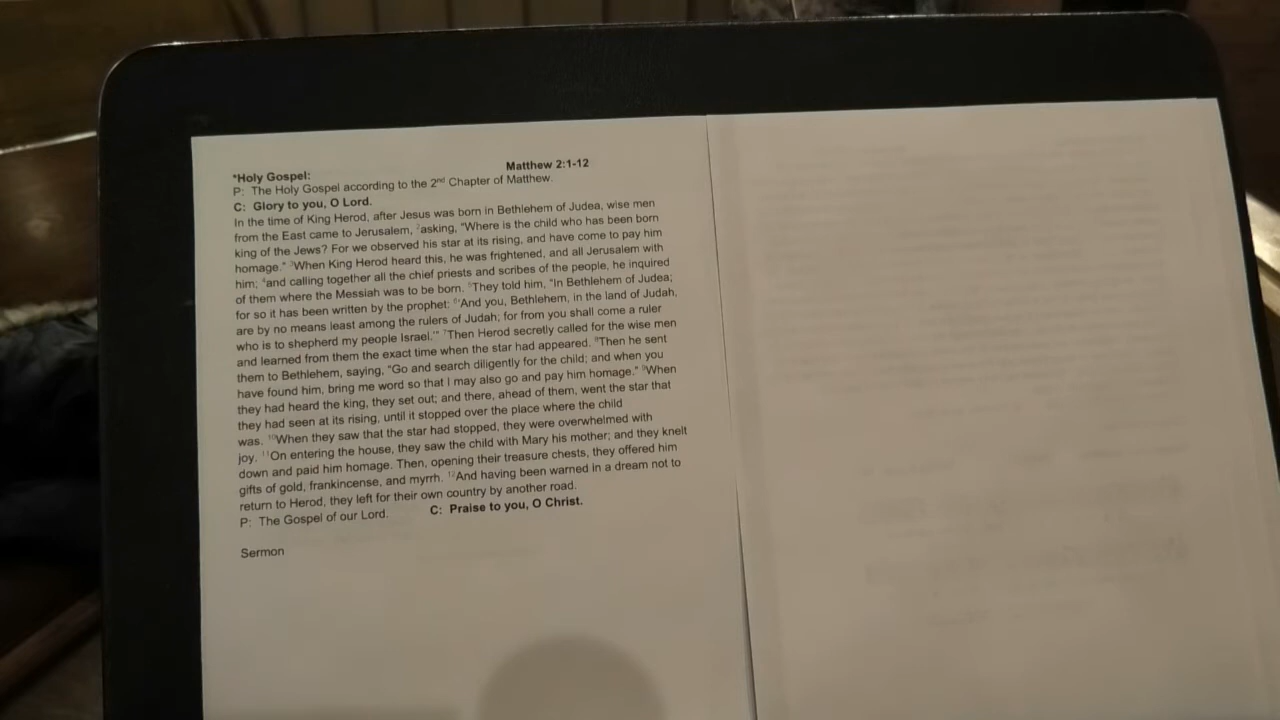 *Holy Gospel: Matthew 2:1-12
P: The Holy Gospel according to the 2nd Chapter of Matthew.
C: Glory to you, O Lord.
In the time of King Herod, after Jesus was born in Bethlehem of Judea, wise men
from the East came to Jerusalem, 2asking, "Where is the child who has been born
king of the Jews? For we observed his star at its rising, and have come to pay him
homage." 3When King Herod heard this, he was frightened, and all Jerusalem with
him; 4and calling together all the chief priests and scribes of the people, he inquired
of them where the Messiah was to be born. 5They told him, "In Bethlehem of Judea;
for so it has been written by the prophet: 6'And you, Bethlehem, in the land of Judah,
are by no means least among the rulers of Judah; for from you shall come a ruler
who is to shepherd my people Israel.'" 7Then Herod secretly called for the wise men
and learned from them the exact time when the star had appeared. 8Then he sent
them to Bethlehem, saying, "Go and search diligently for the child; and when you
have found him, bring me word so that I may also go and pay him homage." 9When
they had heard the king, they set out; and there, ahead of them, went the star that
they had seen at its rising, until it stopped over the place where the child
was. 10When they saw that the star had stopped, they were overwhelmed with
joy. 11On entering the house, they saw the child with Mary his mother; and they knelt
down and paid him homage. Then, opening their treasure chests, they offered him
gifts of gold, frankincense, and myrrh. 12And having been warned in a dream not to
return to Herod, they left for their own country by another road.
P: The Gospel of our Lord. C: Praise to you, O Christ.
Sermon